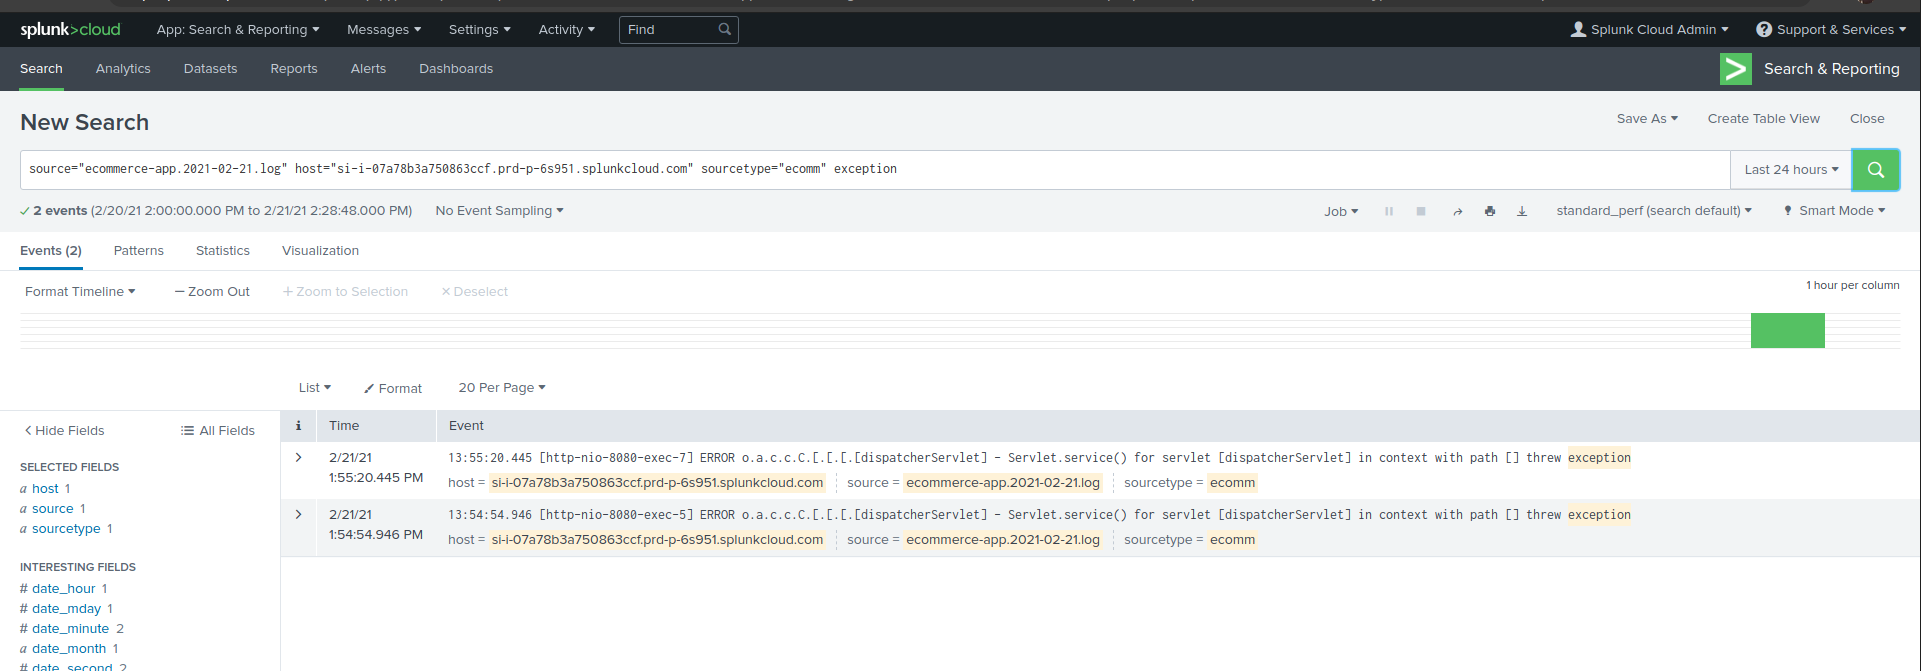 splunk>cloud App: Search & Reporting Messages Settings Activity Find Splunk Cloud Admin ? Support & Services
Search Analytics Datasets Reports Alerts Dashboards > Search & Reporting
New Search Save As Create Table View Close
source="ecommerce-app.2021-02-21.log" host="si-i-07a78b3a750863ccf.prd-p-6s951.splunkcloud.com" sourcetype="ecomm" exception Last 24 hours
✓ 2 events (2/20/21 2:00:00.000 PM to 2/21/21 2:28:48.000 PM) No Event Sampling Job standard_perf (search default) Smart Mode
Events (2) Patterns Statistics Visualization
Format Timeline — Zoom Out + Zoom to Selection × Deselect 1 hour per column
List Format 20 Per Page
< Hide Fields All Fields i Time Event
SELECTED FIELDS
a host 1
a source 1
a sourcetype 1
INTERESTING FIELDS
# date_hour 1
# date_mday 1
# date_minute 2
a date_month 1
# date_second 2
> 2/21/21 13:55:20.445 [http-nio-8080-exec-7] ERROR o.a.c.c.C.[.[.[.[dispatcherServlet] - Servlet.service() for servlet [dispatcherServlet] in context with path [] threw exception
1:55:20.445 PM host = si-i-07a78b3a750863ccf.prd-p-6s951.splunkcloud.com source = ecommerce-app.2021-02-21.log sourcetype = ecomm
> 2/21/21 13:54:54.946 [http-nio-8080-exec-5] ERROR o.a.c.c.C.[.[.[.[dispatcherServlet] - Servlet.service() for servlet [dispatcherServlet] in context with path [] threw exception
1:54:54.946 PM host = si-i-07a78b3a750863ccf.prd-p-6s951.splunkcloud.com source = ecommerce-app.2021-02-21.log sourcetype = ecomm